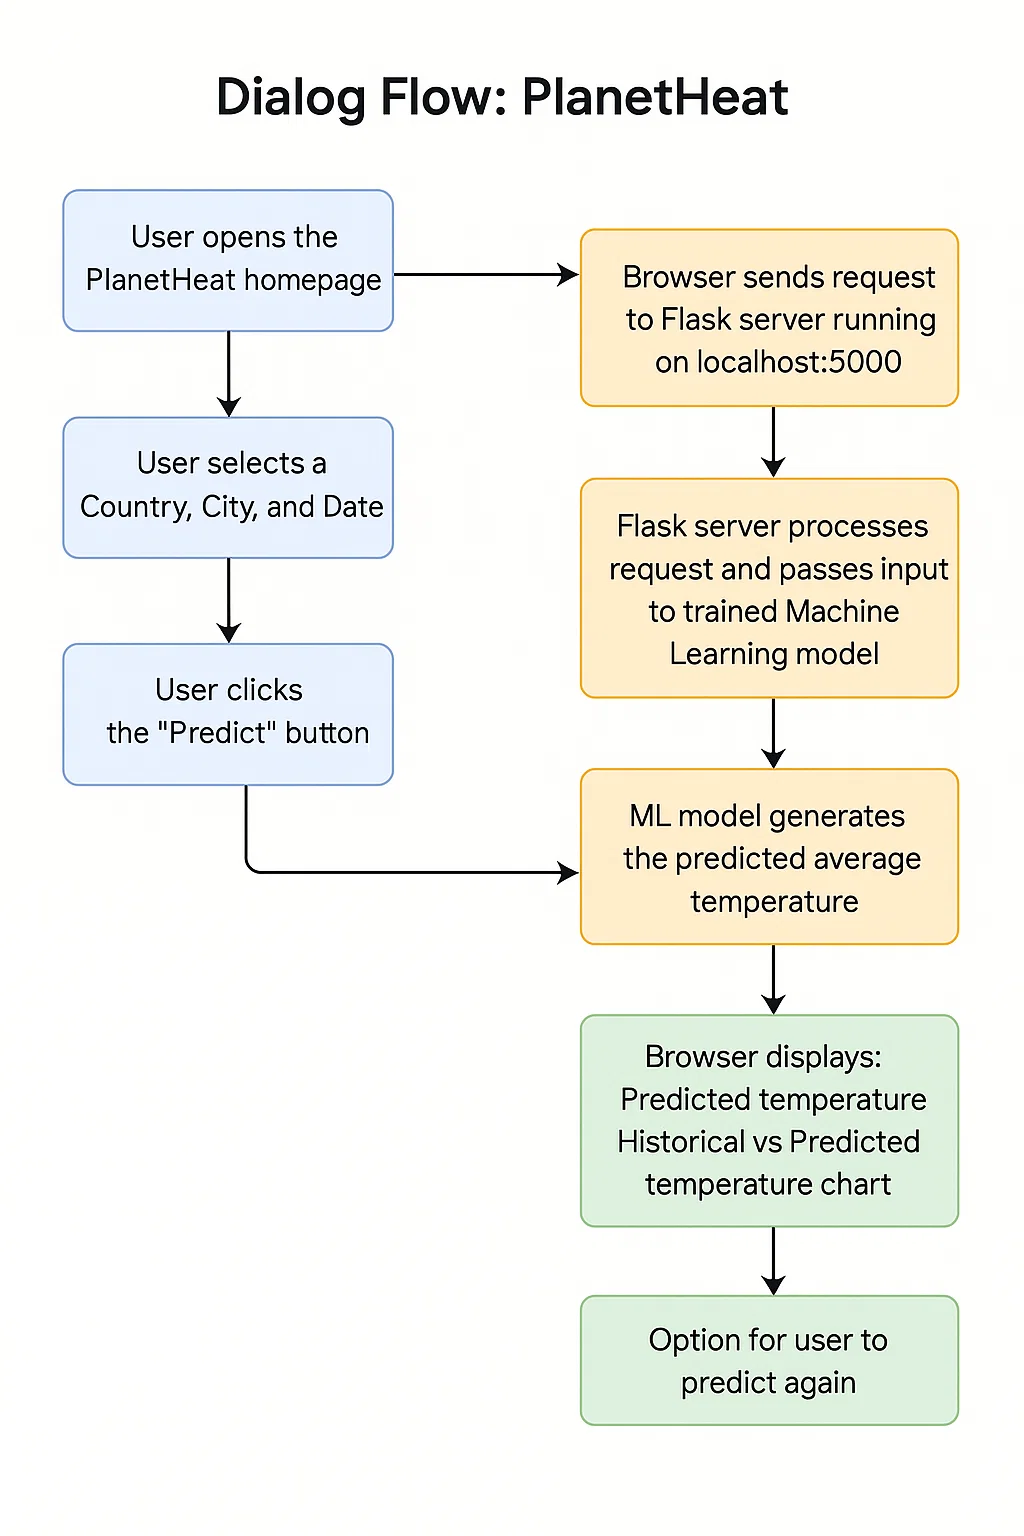 Dialog Flow: PlanetHeat
User opens the
PlanetHeat homepage
User selects a
Country, City, and Date
User clicks
the "Predict" button
Browser sends request
to Flask server running
on localhost:5000
Flask server processes
request and passes input
to trained Machine
Learning model
ML model generates
the predicted average
temperature
Browser displays:
Predicted temperature
Historical vs Predicted
temperature chart
Option for user to
predict again